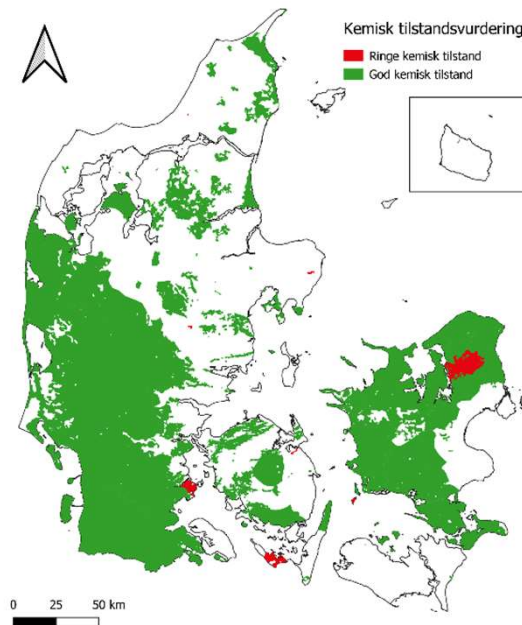 Kemisk tilstandsvurdering
Ringe kemisk tilstand
God kemisk tilstand
0 25 50 km